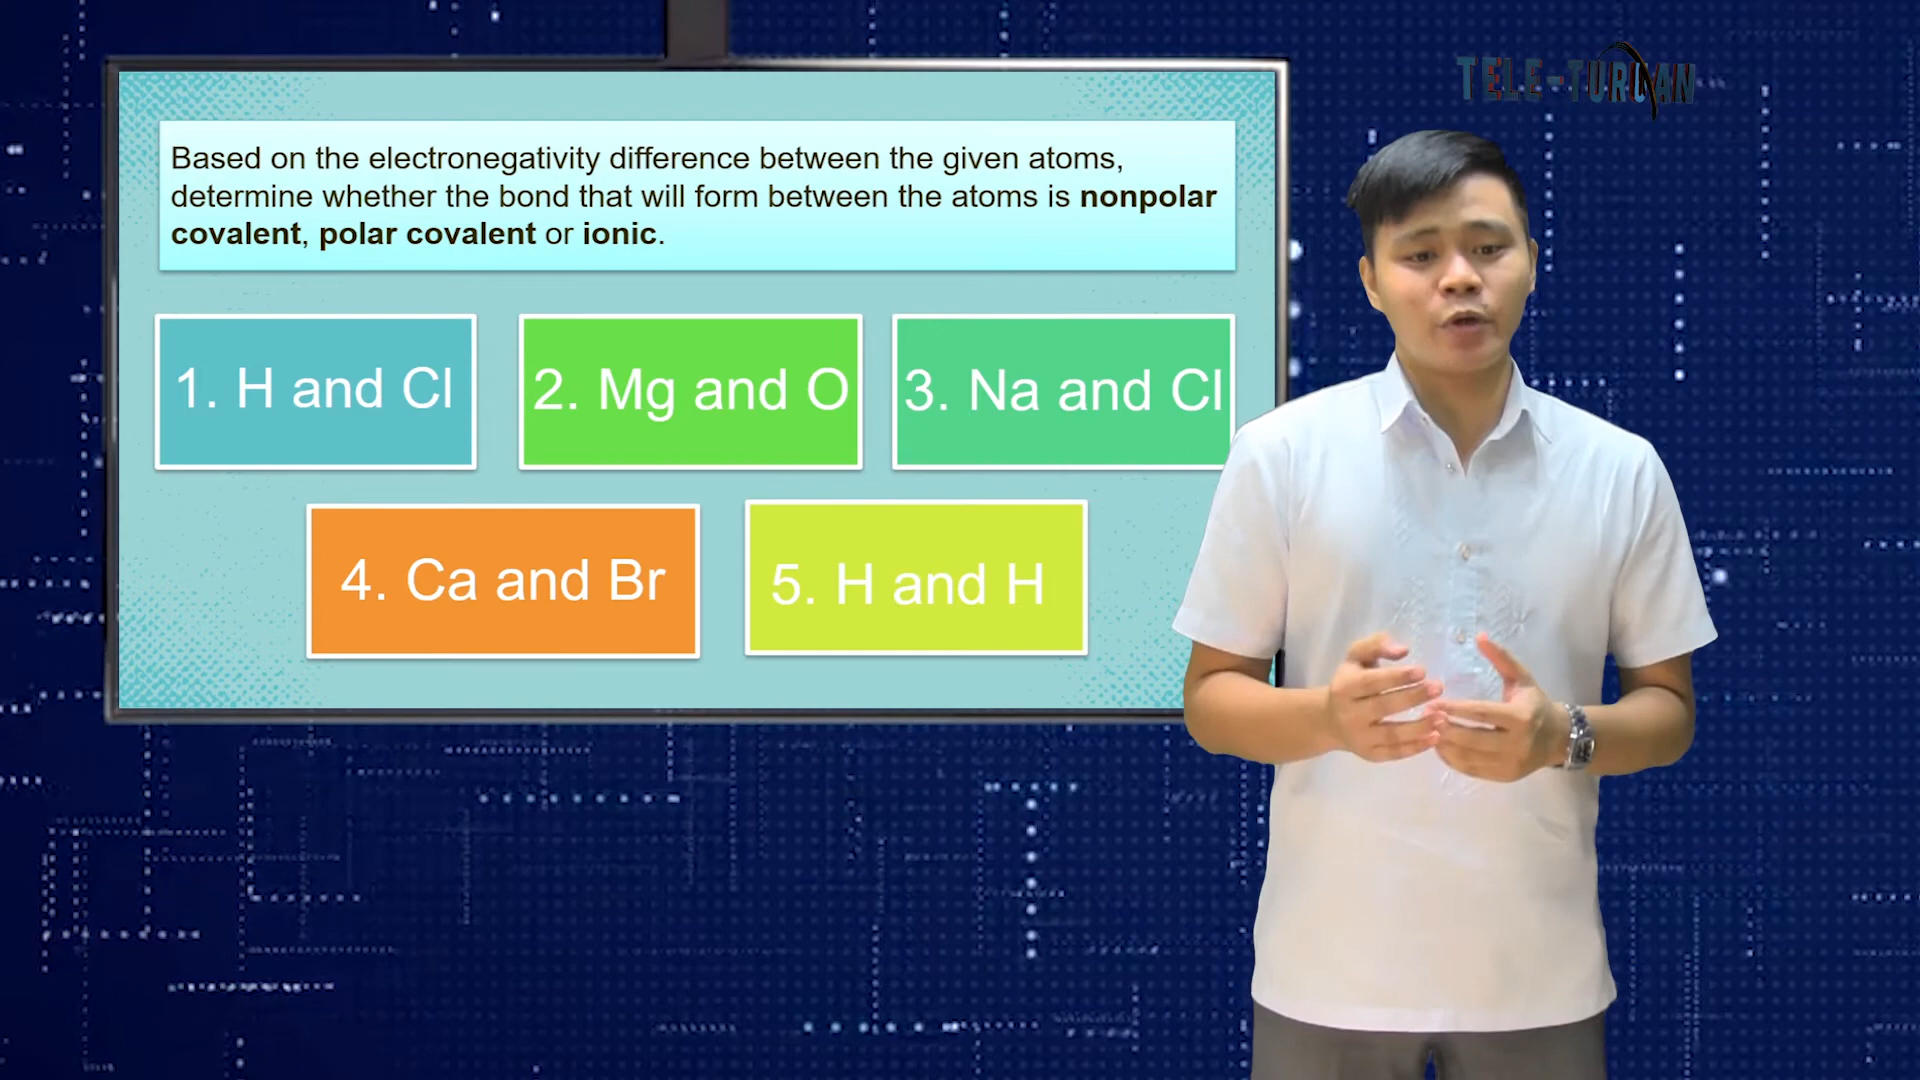 TELE-TURUAN
Based on the electronegativity difference between the given atoms,
determine whether the bond that will form between the atoms is nonpolar
covalent, polar covalent or ionic.
1. H and Cl
2. Mg and O
3. Na and Cl
4. Ca and Br
5. H and H